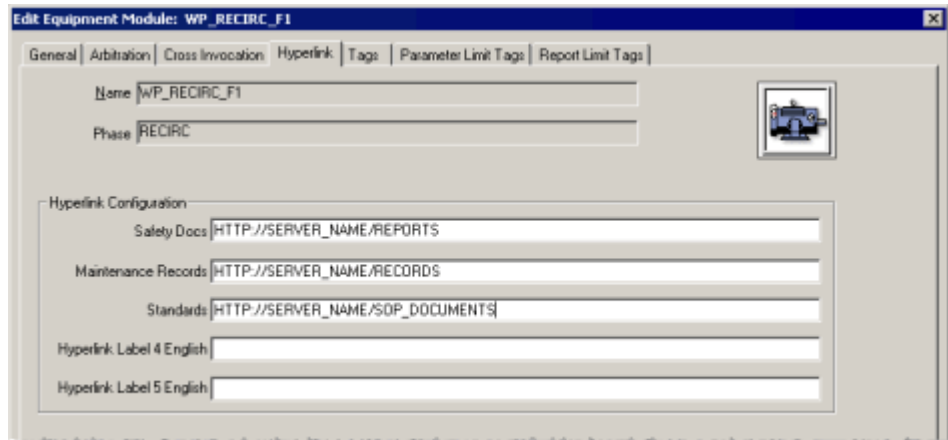 Edit Equipment Module: WP_RECIRC_F1
General Arbitration Cross Invocation Hyperlink Tags Parameter Limit Tags Report Limit Tags
Name WP_RECIRC_F1
Phase RECIRC
Hyperlink Configuration
Safety Docs HTTP://SERVER_NAME/REPORTS
Maintenance Records HTTP://SERVER_NAME/RECORDS
Standards HTTP://SERVER_NAME/SOP_DOCUMENTS
Hyperlink Label 4 English
Hyperlink Label 5 English